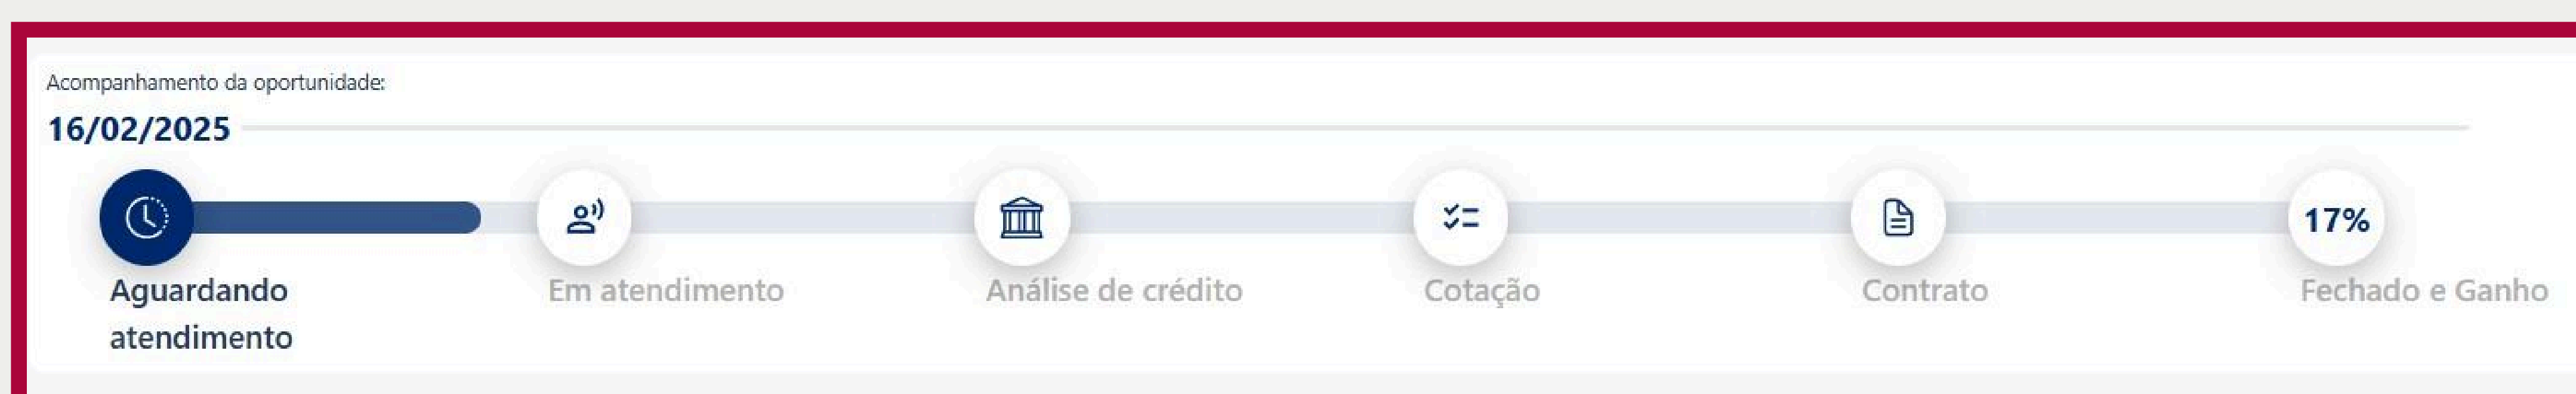 Acompanhamento da oportunidade:
16/02/2025
17%
Aguardando
atendimento
Em atendimento
Análise de crédito
Cotação
Contrato
Fechado e Ganho